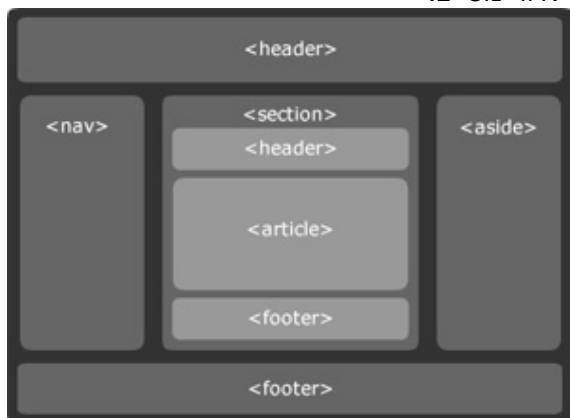 <header>
<nav>
<section>
<aside>
<header>
<article>
<footer>
<footer>